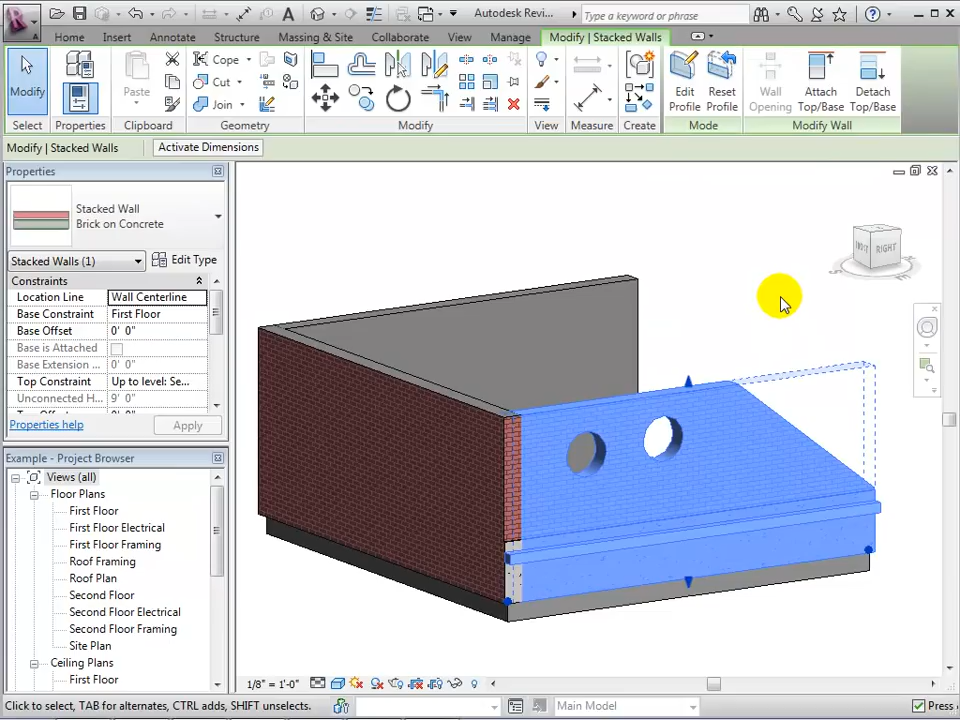 Autodesk Revi...
Type a keyword or phrase
Home
Insert
Annotate
Structure
Massing & Site
Collaborate
View
Manage
Modify | Stacked Walls
Modify
Paste
Cope
Cut
Join
Edit
Profile
Reset
Profile
Wall
Opening
Attach
Top/Base
Detach
Top/Base
Select
Properties
Clipboard
Geometry
Modify
View
Measure
Create
Mode
Modify Wall
Modify | Stacked Walls
Activate Dimensions
Properties
Stacked Wall
Brick on Concrete
Stacked Walls (1)
Edit Type
Constraints
Location Line Wall Centerline
Base Constraint First Floor
Base Offset 0' 0"
Base is Attached
Base Extension ... 0' 0"
Top Constraint Up to level: Se...
Unconnected H... 9' 0"
Properties help
Apply
Example - Project Browser
Views (all)
Floor Plans
First Floor
First Floor Electrical
First Floor Framing
Roof Framing
Roof Plan
Second Floor
Second Floor Electrical
Second Floor Framing
Site Plan
Ceiling Plans
First Floor
RIGHT
1/8" = 1'-0"
Click to select, TAB for alternates, CTRL adds, SHIFT unselects.
Main Model
Press